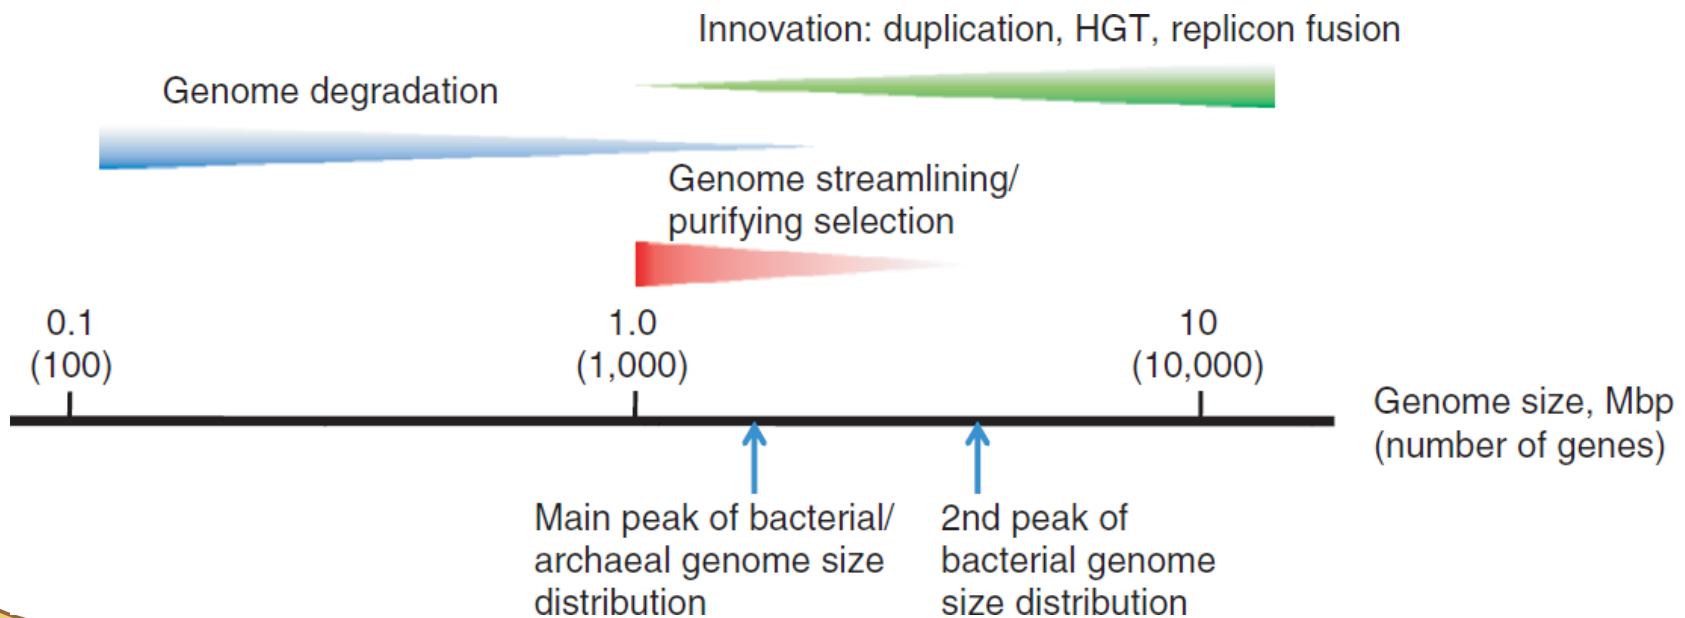 Innovation: duplication, HGT, replicon fusion
Genome degradation
Genome streamlining/
purifying selection
0.1
(100)
1.0
(1,000)
10
(10,000)
Genome size, Mbp
(number of genes)
Main peak of bacterial/
archaeal genome size
distribution
2nd peak of
bacterial genome
size distribution